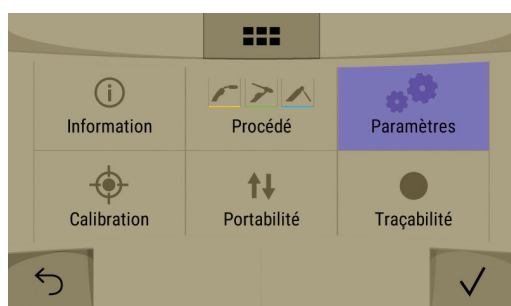 Information
Procédé
Paramètres
Calibration
Portabilité
Traçabilité